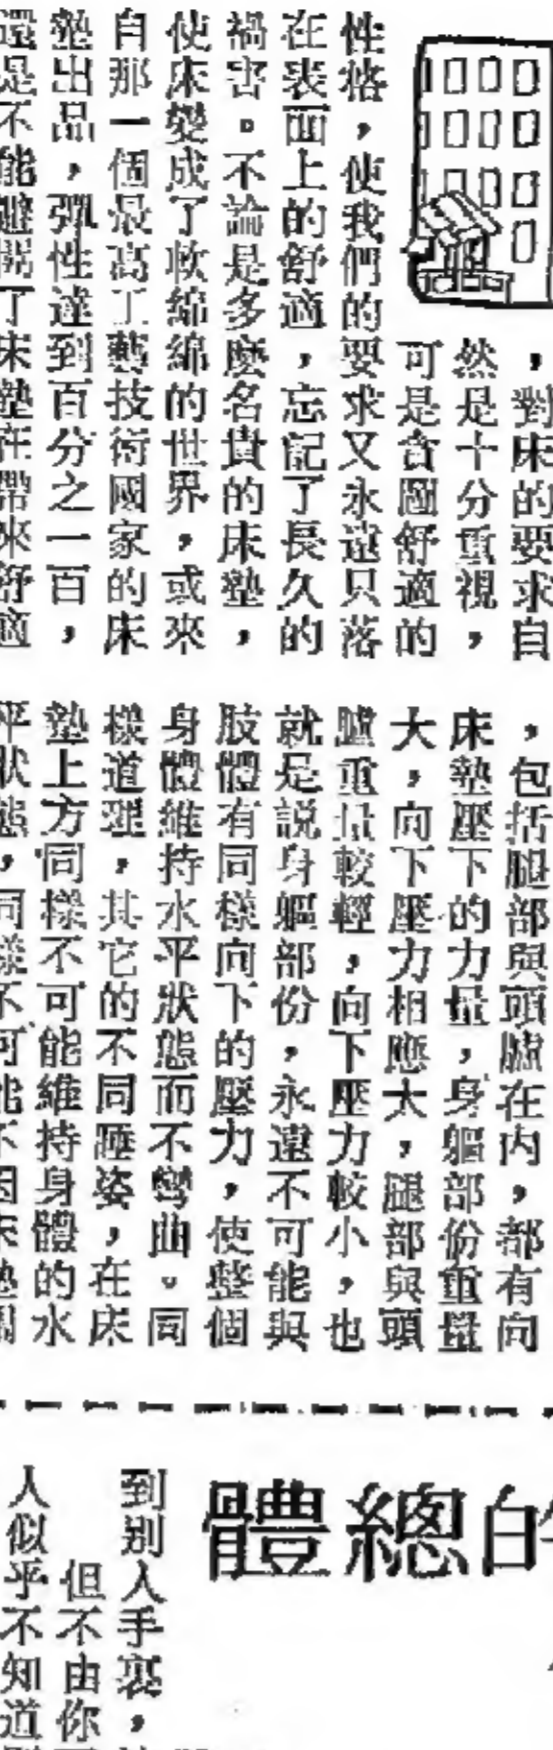 ，對床的要求自
然是十分重視，
可是貪圖舒適的
性格，使我們的要求又永遠只落
在表面上的舒適，忘記了長久的
禍害。不論是多麼名貴的床墊，
使床變成了軟綿綿的世界，或來
自那一個最高工藝技術國家的床
墊出品，彈性達到百分之一百，
還是不能避開了床墊在帶來舒適
，包括腿部與頭臚在內，都有向
床墊壓下的力量，身軀部份重量
大，向下壓力相應大，腿部與頭
臚重量較輕，向下壓力較小，也
就是說身軀部份，永遠不可能與
肢體有同樣向下的壓力，使整個
身體維持水平狀態而不彎曲。同
樣道理，其它的不同睡姿，在床
墊上方同樣不可能維持身體的水
平狀態，同樣不可能不因床墊
體總的
到别人手裏，
但不由你
人似乎不知道